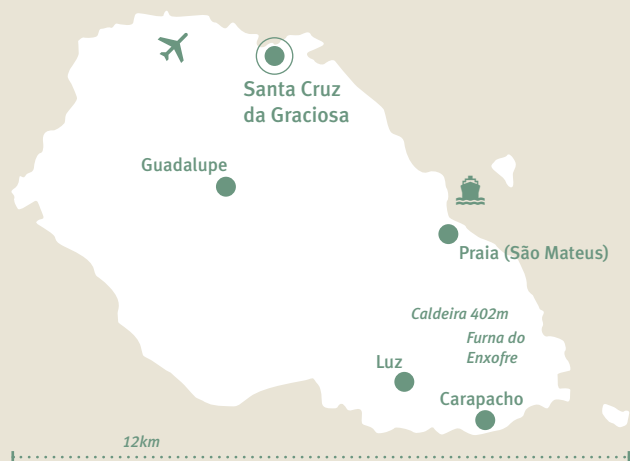 Santa Cruz
da Graciosa
Guadalupe
Praia (São Mateus)
Caldeira 402m
Furna do
Enxofre
Luz
Carapacho
12km